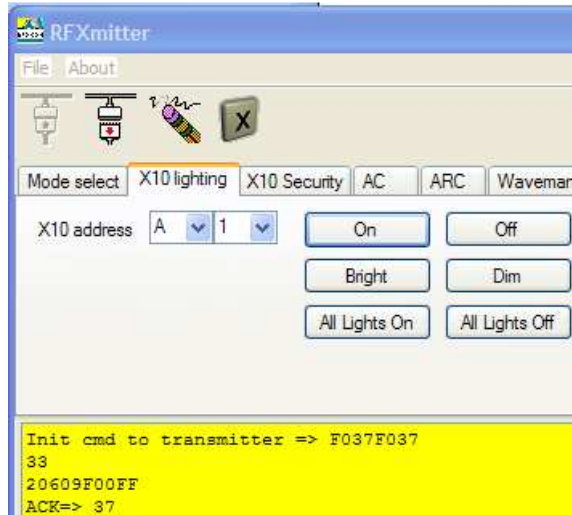 RFXmitter
File About
X
Mode select X10 lighting X10 Security AC ARC Wavemar
X10 address A 1 On Off
Bright Dim
All Lights On All Lights Off
Init cmd to transmitter => F037F037
33
20609F00FF
ACK=> 37